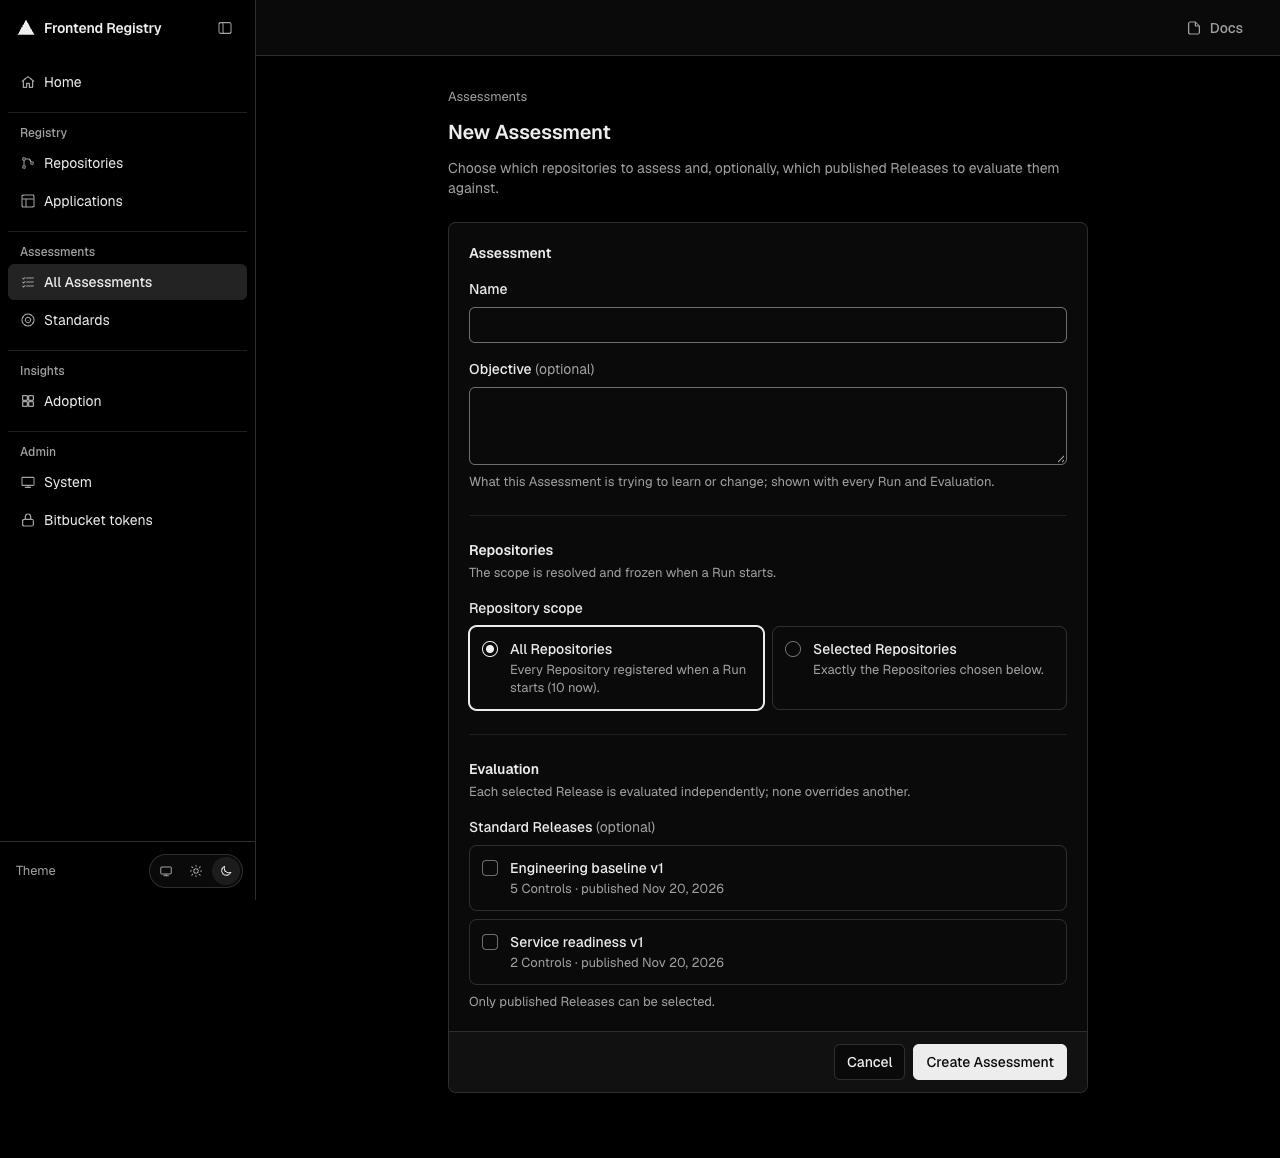 Frontend Registry
Docs
Home
Registry
Repositories
Applications
Assessments
All Assessments
Standards
Insights
Adoption
Admin
System
Bitbucket tokens
Theme
Assessments
New Assessment
Choose which repositories to assess and, optionally, which published Releases to evaluate them
against.
Assessment
Name
Objective (optional)
What this Assessment is trying to learn or change; shown with every Run and Evaluation.
Repositories
The scope is resolved and frozen when a Run starts.
Repository scope
All Repositories
Every Repository registered when a Run
starts (10 now).
Selected Repositories
Exactly the Repositories chosen below.
Evaluation
Each selected Release is evaluated independently; none overrides another.
Standard Releases (optional)
Engineering baseline v1
5 Controls · published Nov 20, 2026
Service readiness v1
2 Controls · published Nov 20, 2026
Only published Releases can be selected.
Cancel
Create Assessment